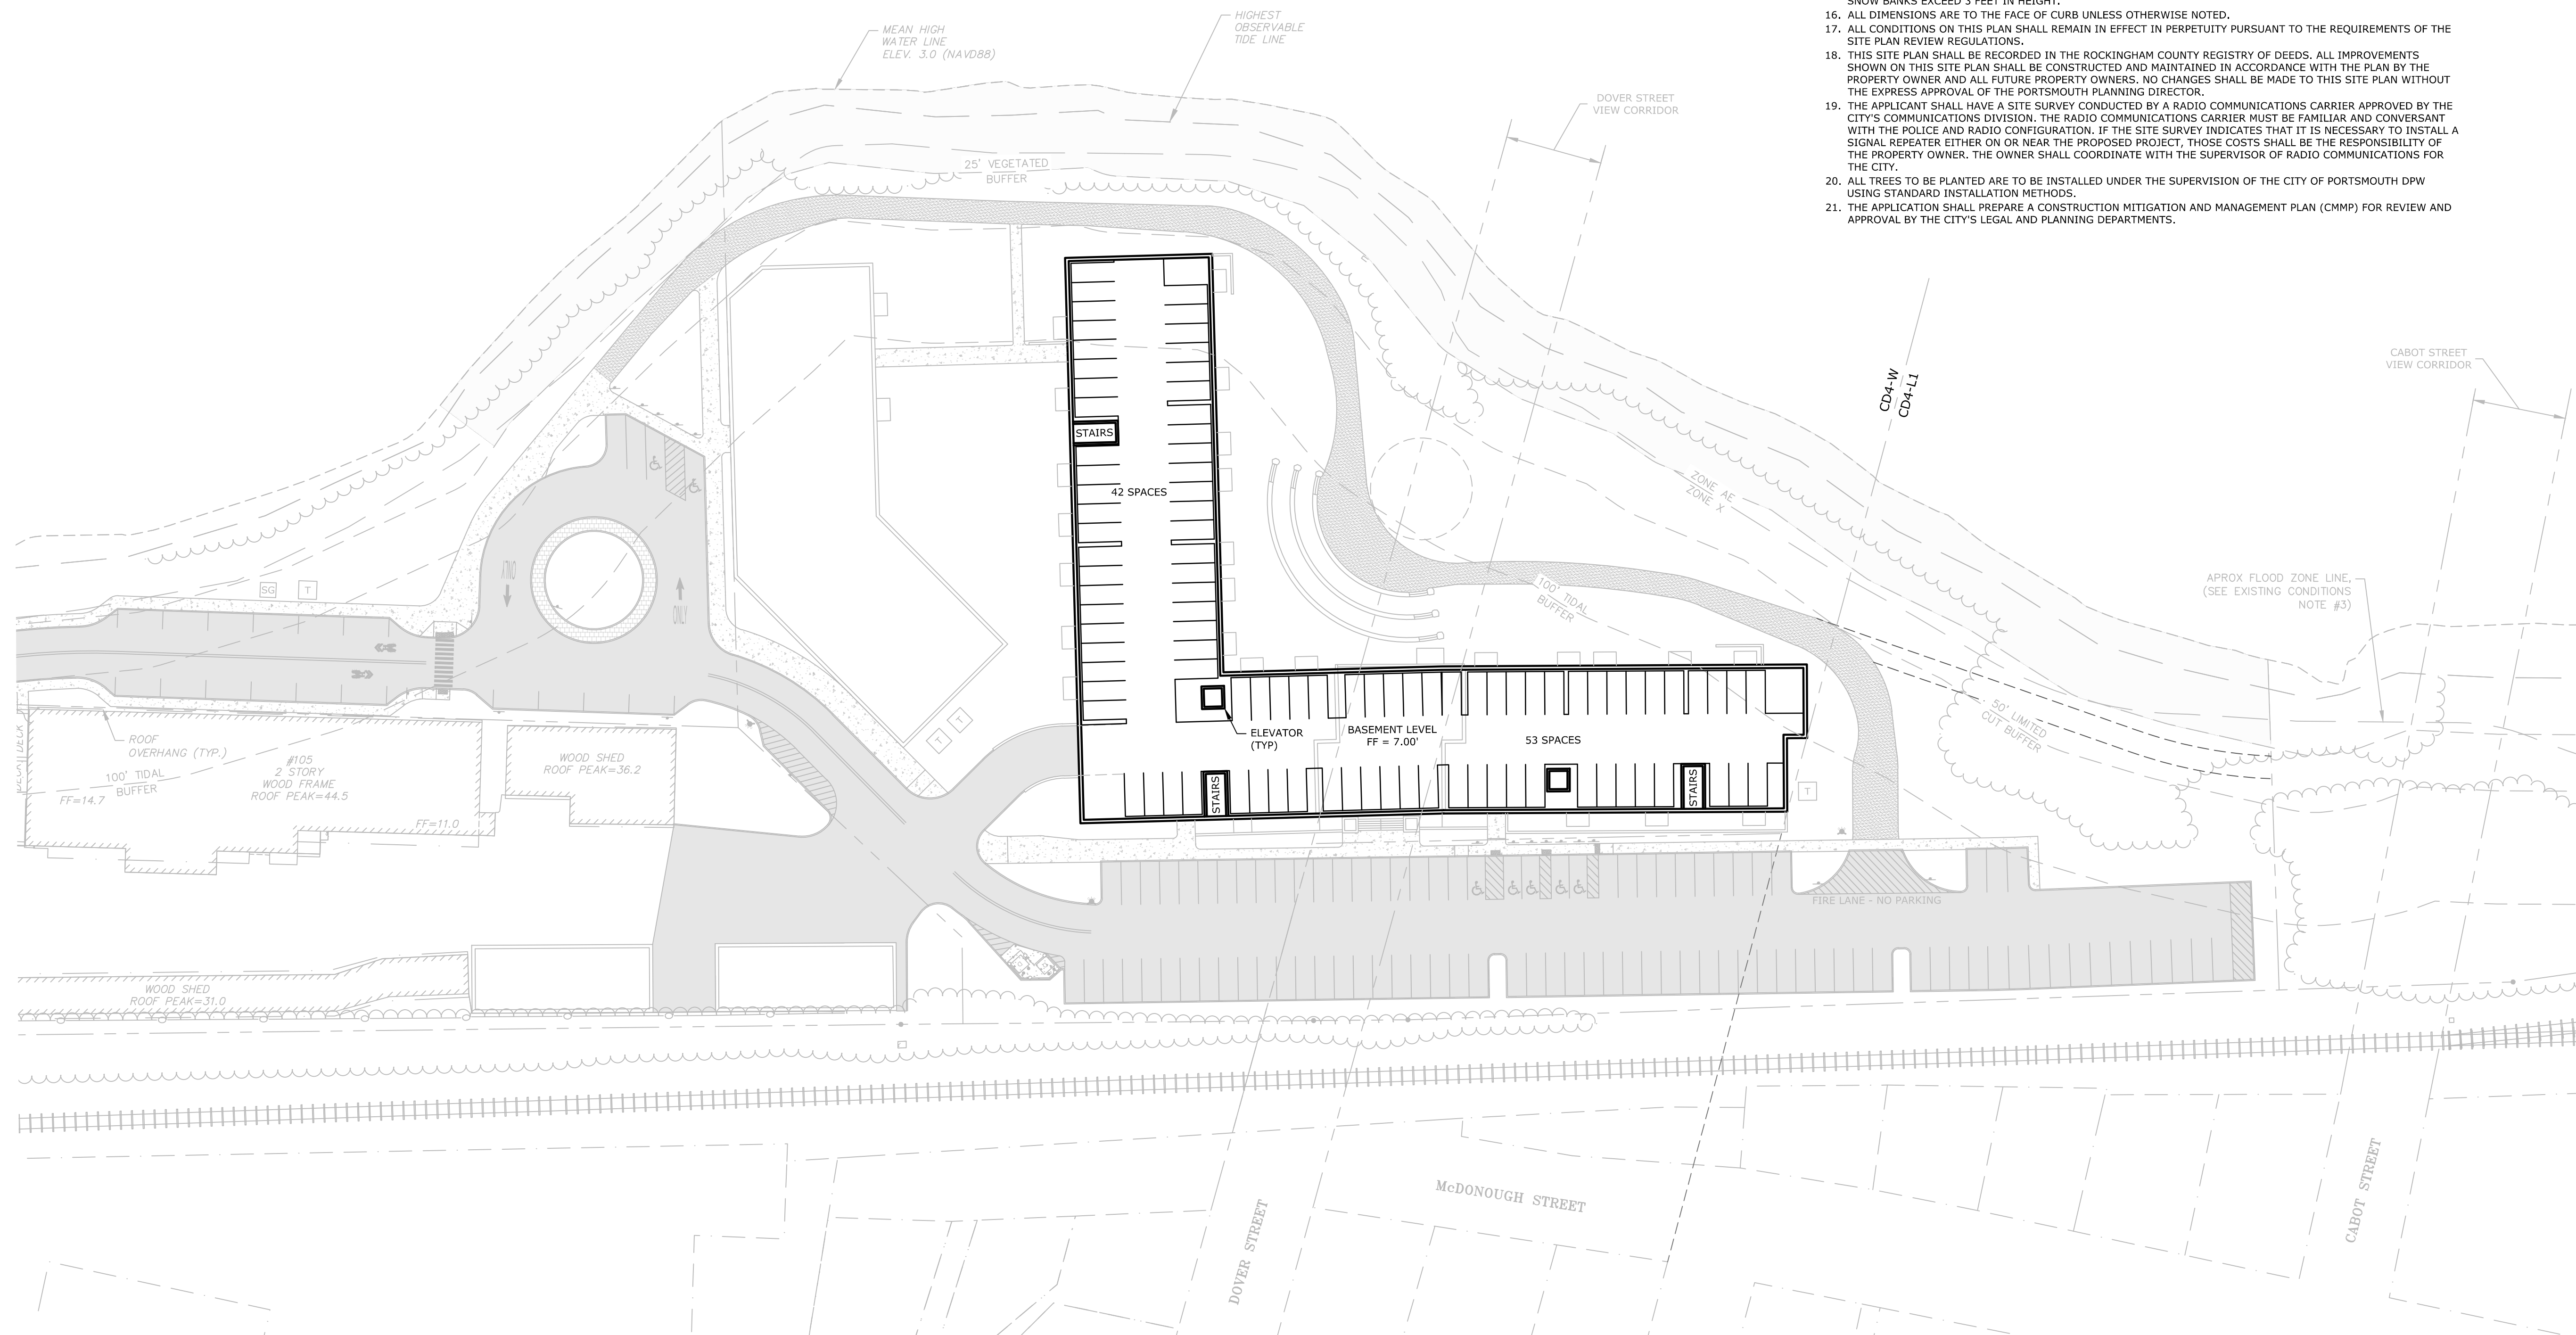 SNOW BANKS EXCEED 3 FEET IN HEIGHT.
16. ALL DIMENSIONS ARE TO THE FACE OF CURB UNLESS OTHERWISE NOTED.
17. ALL CONDITIONS ON THIS PLAN SHALL REMAIN IN EFFECT IN PERPETUITY PURSUANT TO THE REQUIREMENTS OF THE
SITE PLAN REVIEW REGULATIONS.
18. THIS SITE PLAN SHALL BE RECORDED IN THE ROCKINGHAM COUNTY REGISTRY OF DEEDS. ALL IMPROVEMENTS
SHOWN ON THIS SITE PLAN SHALL BE CONSTRUCTED AND MAINTAINED IN ACCORDANCE WITH THE PLAN BY THE
PROPERTY OWNER AND ALL FUTURE PROPERTY OWNERS. NO CHANGES SHALL BE MADE TO THIS SITE PLAN WITHOUT
THE EXPRESS APPROVAL OF THE PORTSMOUTH PLANNING DIRECTOR.
19. THE APPLICANT SHALL HAVE A SITE SURVEY CONDUCTED BY A RADIO COMMUNICATIONS CARRIER APPROVED BY THE
CITY'S COMMUNICATIONS DIVISION. THE RADIO COMMUNICATIONS CARRIER MUST BE FAMILIAR AND CONVERSANT
WITH THE POLICE AND RADIO CONFIGURATION. IF THE SITE SURVEY INDICATES THAT IT IS NECESSARY TO INSTALL A
SIGNAL REPEATER EITHER ON OR NEAR THE PROPOSED PROJECT, THOSE COSTS SHALL BE THE RESPONSIBILITY OF
THE PROPERTY OWNER. THE OWNER SHALL COORDINATE WITH THE SUPERVISOR OF RADIO COMMUNICATIONS FOR
THE CITY.
20. ALL TREES TO BE PLANTED ARE TO BE INSTALLED UNDER THE SUPERVISION OF THE CITY OF PORTSMOUTH DPW
USING STANDARD INSTALLATION METHODS.
21. THE APPLICATION SHALL PREPARE A CONSTRUCTION MITIGATION AND MANAGEMENT PLAN (CMMP) FOR REVIEW AND
APPROVAL BY THE CITY'S LEGAL AND PLANNING DEPARTMENTS.
MEAN HIGH
WATER LINE
ELEV. 3.0 (NAVD88)
HIGHEST
OBSERVABLE
TIDE LINE
DOVER STREET
VIEW CORRIDOR
25' VEGETATED
BUFFER
CABOT STREET
VIEW CORRIDOR
CD4-W
CD4-L1
STAIRS
42 SPACES
ZONE AE
ZONE X
ONLY
ONLY
SG
T
100' TIDAL
BUFFER
APROX FLOOD ZONE LINE,
(SEE EXISTING CONDITIONS
NOTE #3)
50' LIMITED
CUT BUFFER
T
T
ELEVATOR
(TYP)
BASEMENT LEVEL
FF = 7.00'
53 SPACES
STAIRS
STAIRS
T
DECK
DECK
ROOF
OVERHANG (TYP.)
100' TIDAL
BUFFER
FF=14.7
#105
2 STORY
WOOD FRAME
ROOF PEAK=44.5
FF=11.0
WOOD SHED
ROOF PEAK=36.2
FIRE LANE - NO PARKING
WOOD SHED
ROOF PEAK=31.0
McDONOUGH STREET
DOVER STREET
CABOT STREET